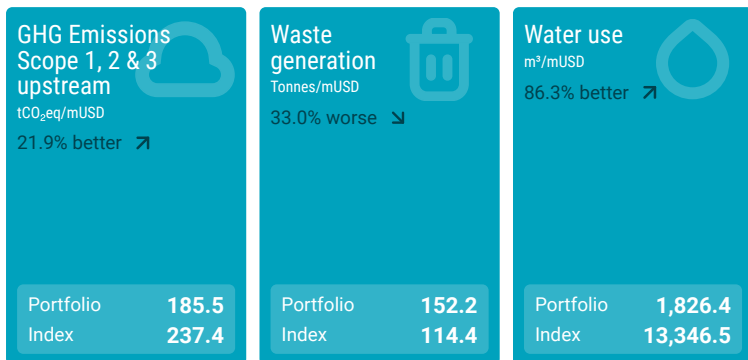 GHG Emissions
Scope 1, 2 & 3
upstream
tCO₂eq/mUSD
21.9% better
Portfolio 185.5
Index 237.4
Waste
generation
Tonnes/mUSD
33.0% worse
Portfolio 152.2
Index 114.4
Water use
m³/mUSD
86.3% better
Portfolio 1,826.4
Index 13,346.5